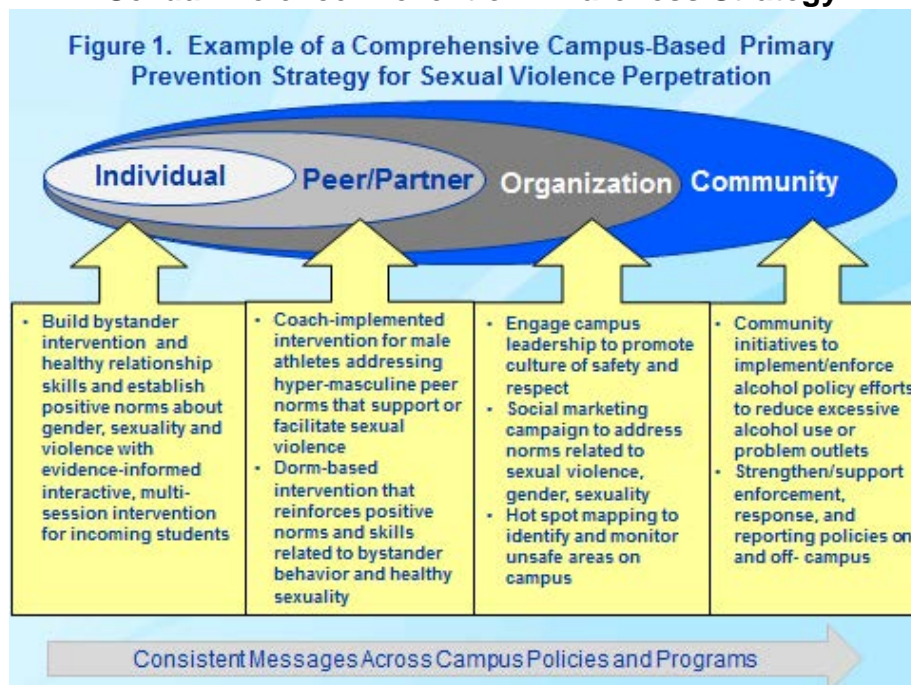 Figure 1. Example of a Comprehensive Campus-Based Primary
Prevention Strategy for Sexual Violence Perpetration
Individual
Peer/Partner
Organization
Community
• Build bystander
intervention and
healthy relationship
skills and establish
positive norms about
gender, sexuality and
violence with
evidence-informed
interactive, multi-
session intervention
for incoming students
• Coach-implemented
intervention for male
athletes addressing
hyper-masculine peer
norms that support or
facilitate sexual
violence
• Dorm-based
intervention that
reinforces positive
norms and skills
related to bystander
behavior and healthy
sexuality
• Engage campus
leadership to promote
culture of safety and
respect
• Social marketing
campaign to address
norms related to
sexual violence,
gender, sexuality
• Hot spot mapping to
identify and monitor
unsafe areas on
campus
• Community
initiatives to
implement/enforce
alcohol policy efforts
to reduce excessive
alcohol use or
problem outlets
• Strengthen/support
enforcement,
response, and
reporting policies on
and off- campus
Consistent Messages Across Campus Policies and Programs